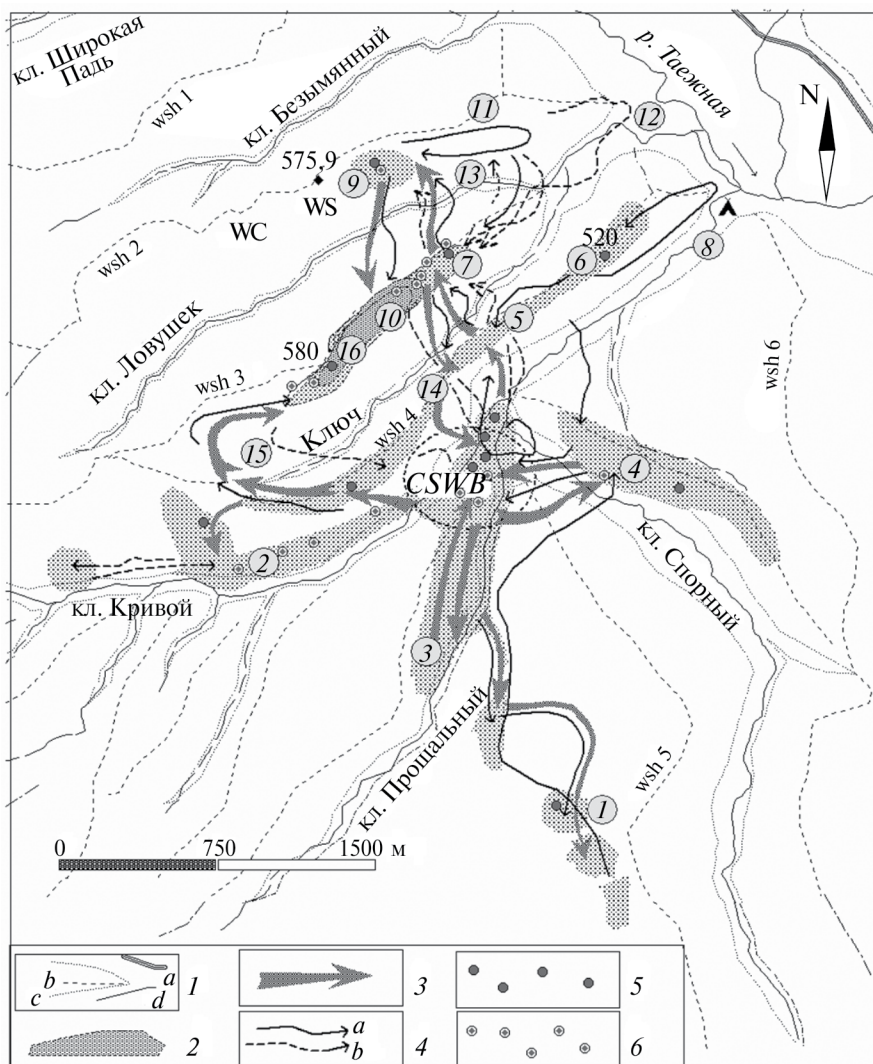 кл. Широкая
Падь
кл. Безымянный
р. Таежная
N
wsh 1
11
12
575.9
9
13
WS
WC
wsh 2
7
520
6
8
10
5
кл. Ловушек
580
16
wsh 3
14
wsh 6
Ключ
wsh 4
15
4
CSWB
2
кл. Спорный
кл. Кривой
3
кл. Прощальный
wsh 5
1
0 750 1500 м
b a 1
c d
2
3
a
b 4
5
6